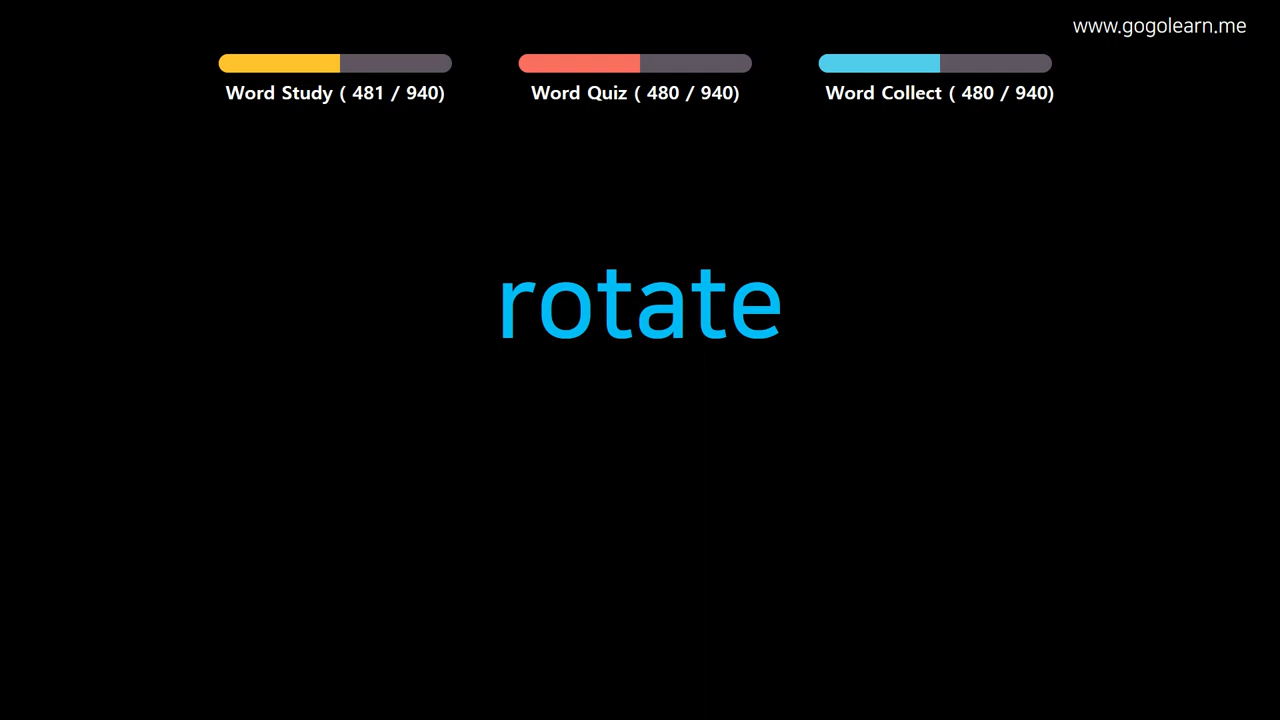 www.gogolearn.me
Word Study ( 481 / 940)
Word Quiz ( 480 / 940)
Word Collect ( 480 / 940)
rotate